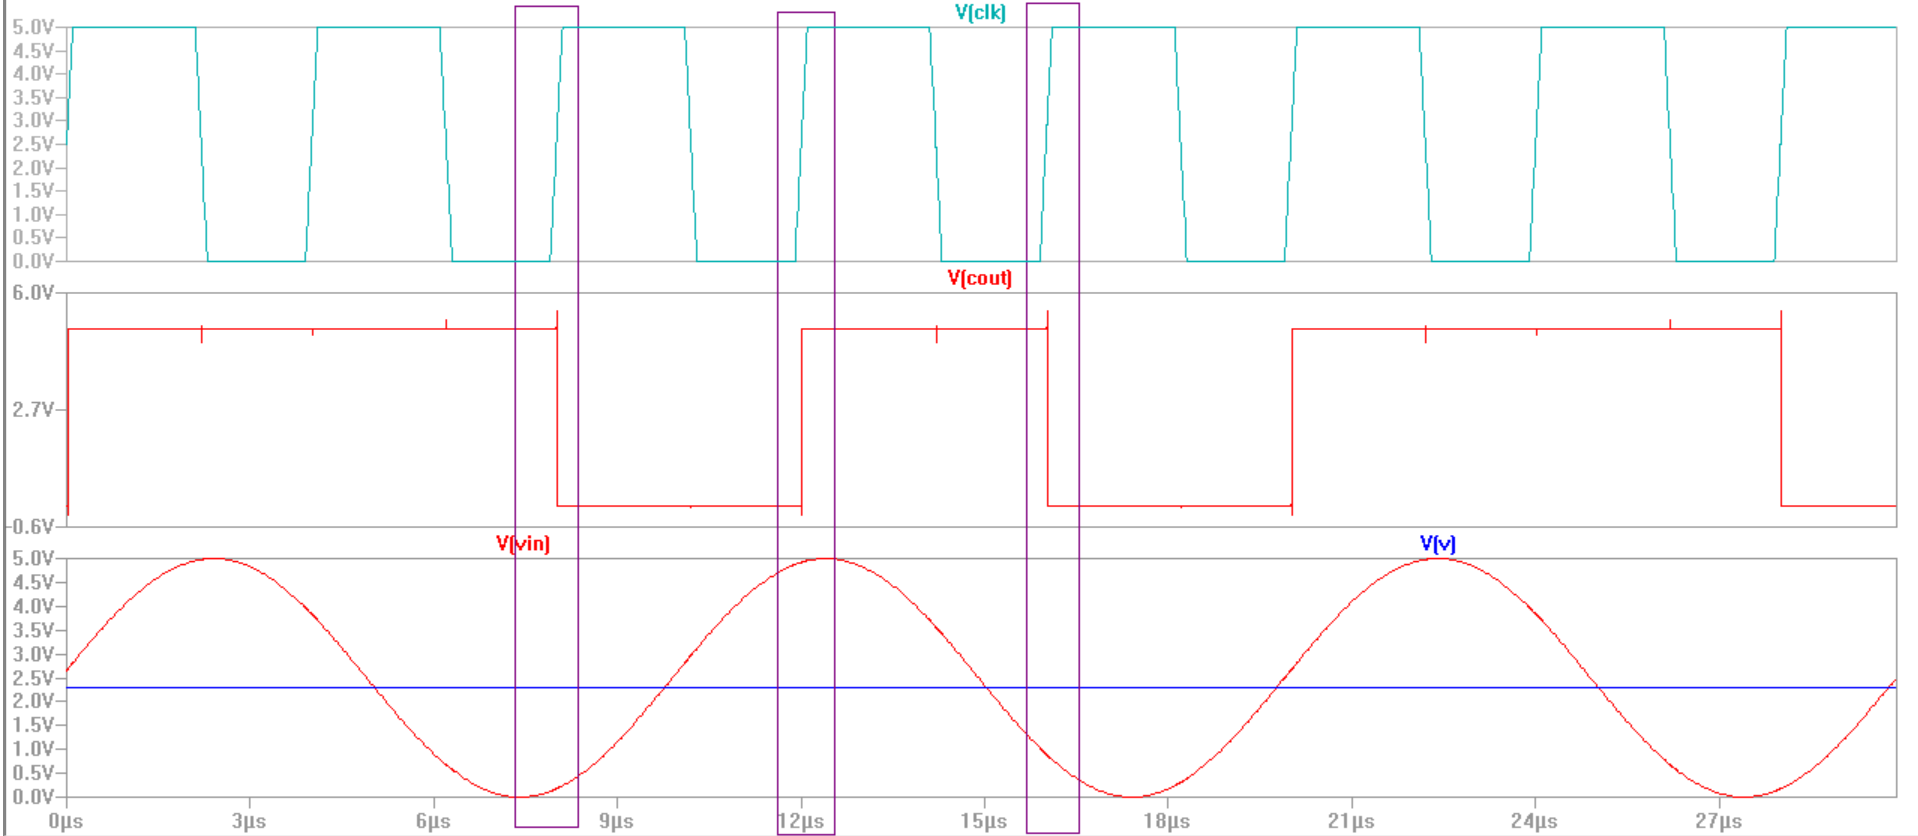 V(clk)
5.0V
4.5V
4.0V
3.5V
3.0V
2.5V
2.0V
1.5V
1.0V
0.5V
0.0V
V(cout)
6.0V
2.7V
-0.6V
V(vin)
V(v)
5.0V
4.5V
4.0V
3.5V
3.0V
2.5V
2.0V
1.5V
1.0V
0.5V
0.0V
0µs 3µs 6µs 9µs 12µs 15µs 18µs 21µs 24µs 27µs